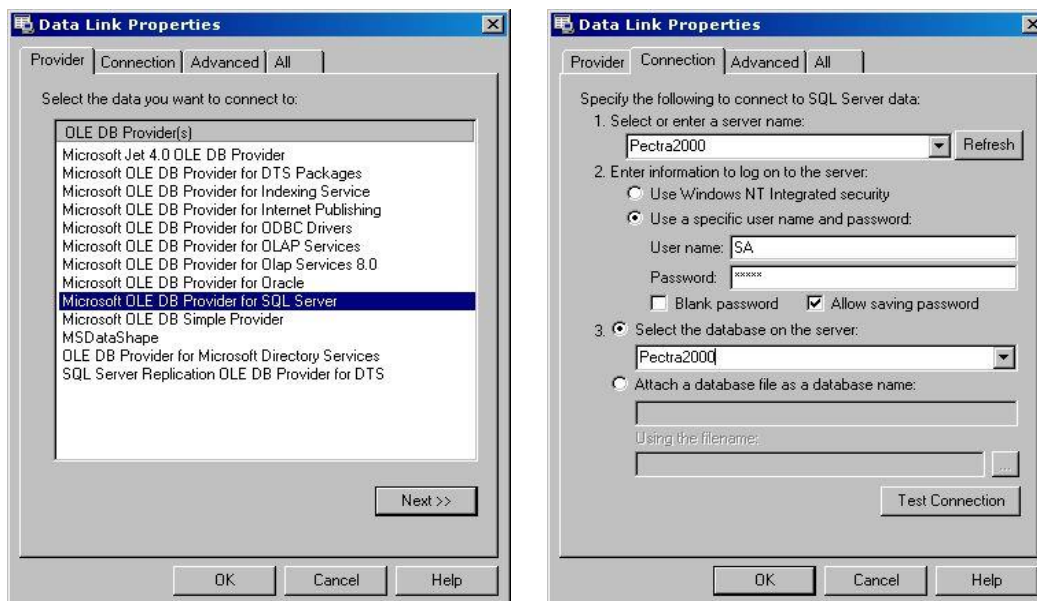 Data Link Properties
Provider Connection Advanced All
Select the data you want to connect to:
OLE DB Provider(s)
Microsoft Jet 4.0 OLE DB Provider
Microsoft OLE DB Provider for DTS Packages
Microsoft OLE DB Provider for Indexing Service
Microsoft OLE DB Provider for Internet Publishing
Microsoft OLE DB Provider for ODBC Drivers
Microsoft OLE DB Provider for OLAP Services
Microsoft OLE DB Provider for Olap Services 8.0
Microsoft OLE DB Provider for Oracle
Microsoft OLE DB Provider for SQL Server
Microsoft OLE DB Simple Provider
MSDataShape
OLE DB Provider for Microsoft Directory Services
SQL Server Replication OLE DB Provider for DTS
Next >>
OK Cancel Help
Data Link Properties
Provider Connection Advanced All
Specify the following to connect to SQL Server data:
1. Select or enter a server name:
Pectra2000 Refresh
2. Enter information to log on to the server:
Use Windows NT Integrated security
Use a specific user name and password:
User name: SA
Password: *****
Blank password Allow saving password
3. Select the database on the server:
Pectra2000
Attach a database file as a database name:
Using the filename:
...
Test Connection
OK Cancel Help